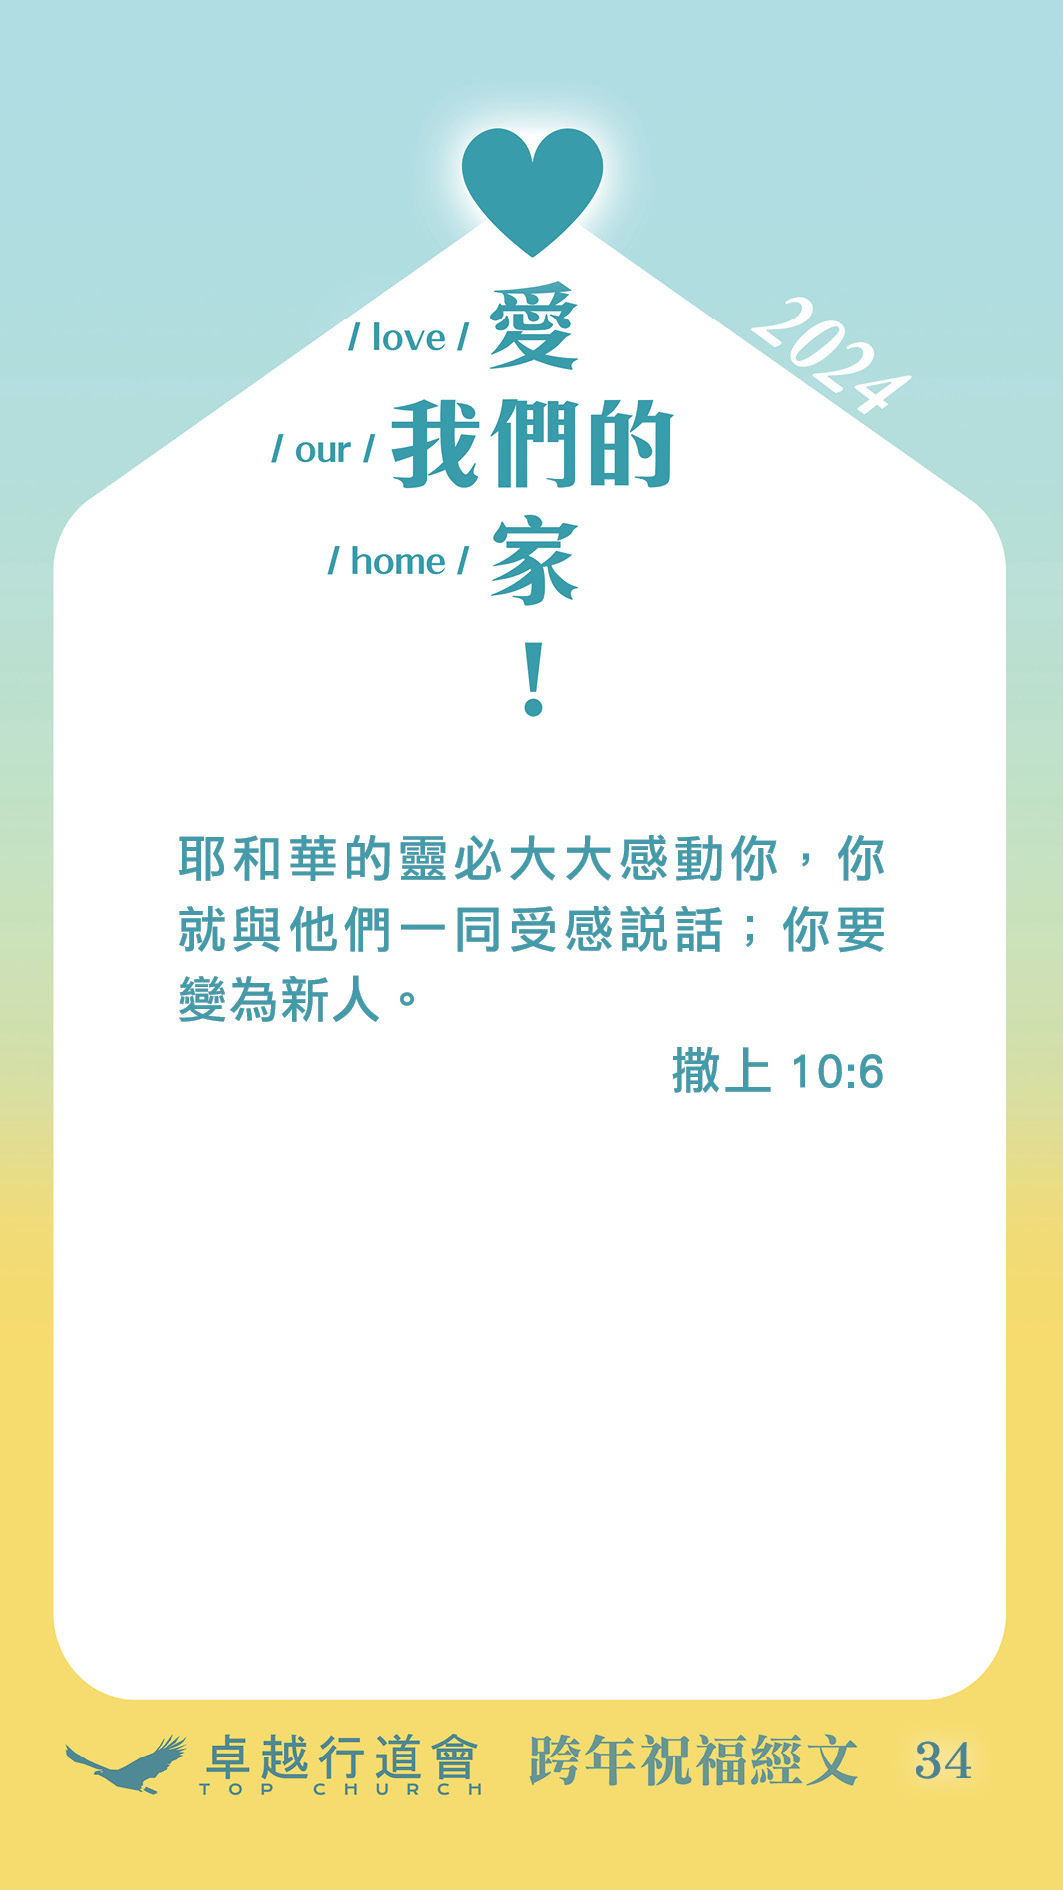 2024
/ love / 愛
/ our / 我們的
/ home / 家
！
耶和華的靈必大大感動你，你
就與他們一同受感説話；你要
變為新人。
撒上 10:6
卓越行道會
TOP CHURCH
跨年祝福經文 34